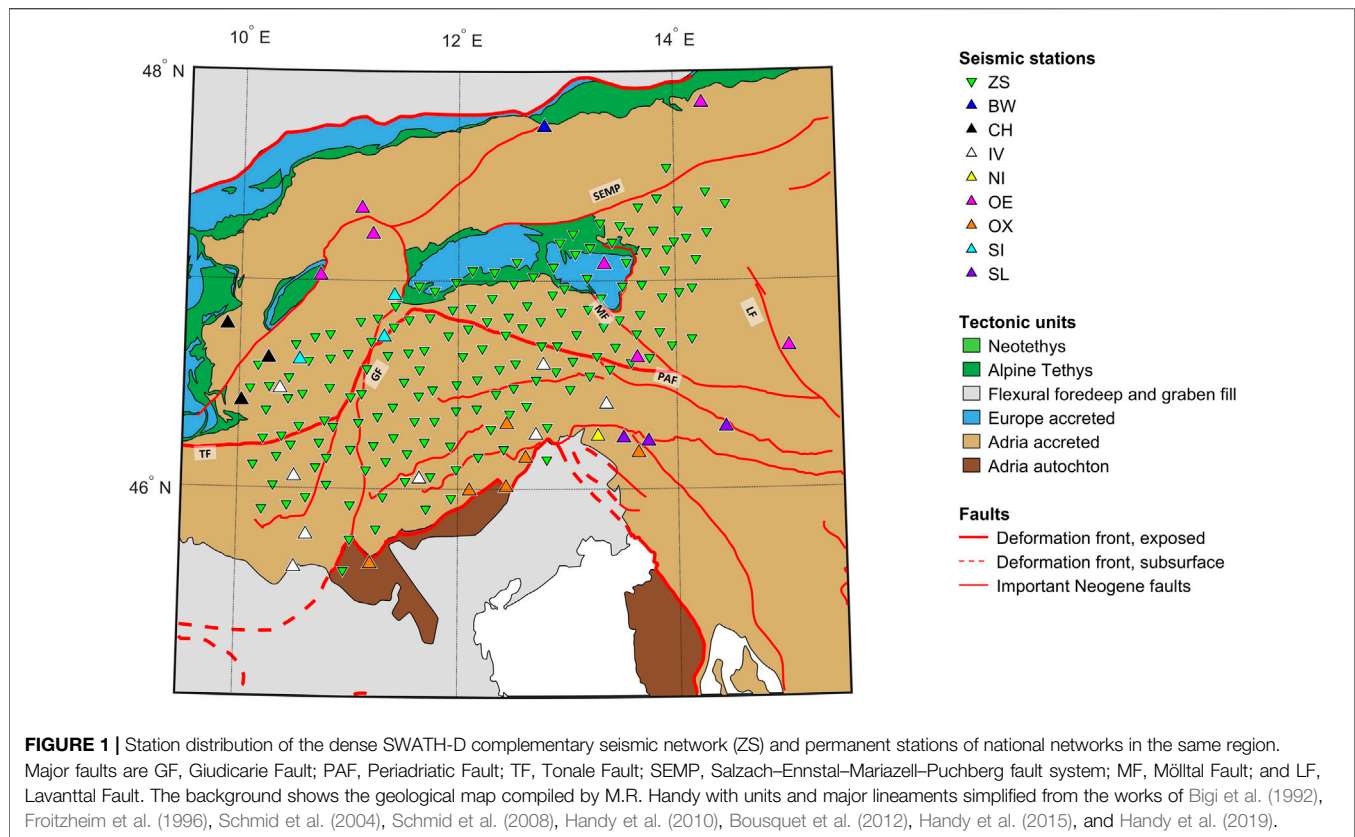 10° E
12° E
14° E
48° N
46° N
SEMP
MF
LF
GF
PAF
TF
Seismic stations
ZS
BW
CH
IV
NI
OE
OX
SI
SL
Tectonic units
Neotethys
Alpine Tethys
Flexural foredeep and graben fill
Europe accreted
Adria accreted
Adria autochton
Faults
Deformation front, exposed
Deformation front, subsurface
Important Neogene faults
FIGURE 1 | Station distribution of the dense SWATH-D complementary seismic network (ZS) and permanent stations of national networks in the same region.
Major faults are GF, Giudicarie Fault; PAF, Periadriatic Fault; TF, Tonale Fault; SEMP, Salzach–Ennstal–Mariazell–Puchberg fault system; MF, Mölltal Fault; and LF,
Lavanttal Fault. The background shows the geological map compiled by M.R. Handy with units and major lineaments simplified from the works of Bigi et al. (1992),
Froitzheim et al. (1996), Schmid et al. (2004), Schmid et al. (2008), Handy et al. (2010), Bousquet et al. (2012), Handy et al. (2015), and Handy et al. (2019).